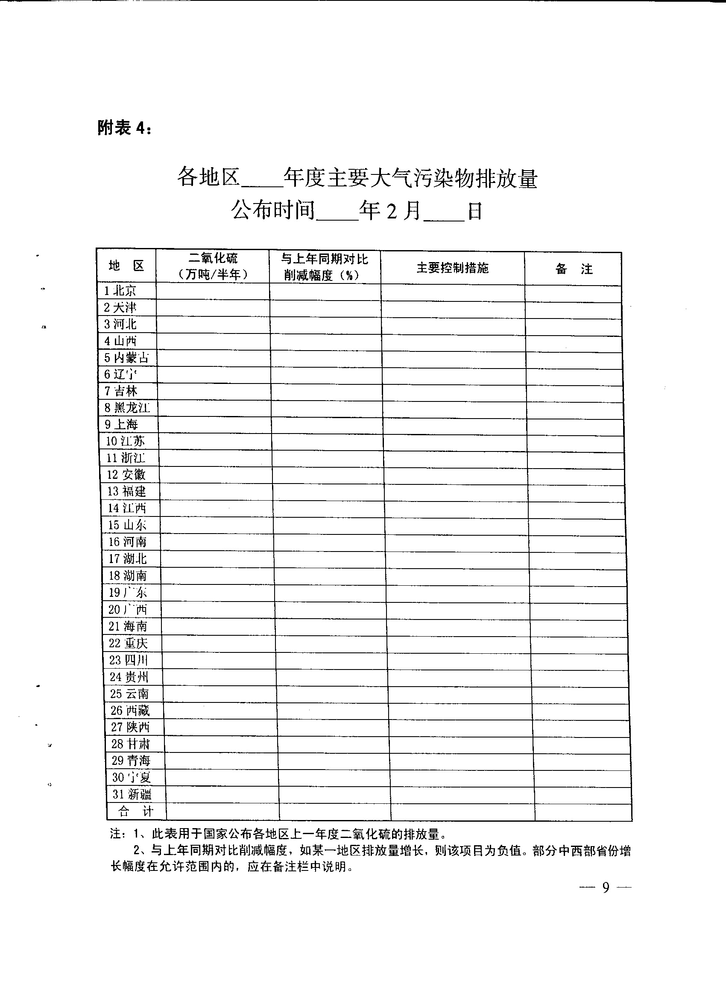 附表 4：
各地区____年度主要大气污染物排放量
公布时间____年 2 月____日
地 区
二氧化硫
（万吨/半年）
与上年同期对比
削减幅度（%）
主要控制措施
备 注
1 北京
2 天津
3 河北
4 山西
5 内蒙古
6 辽宁
7 吉林
8 黑龙江
9 上海
10 江苏
11 浙江
12 安徽
13 福建
14 江西
15 山东
16 河南
17 湖北
18 湖南
19 广东
20 广西
21 海南
22 重庆
23 四川
24 贵州
25 云南
26 西藏
27 陕西
28 甘肃
29 青海
30 宁夏
31 新疆
合 计
注：1、此表用于国家公布各地区上一年度二氧化硫的排放量。
2、与上年同期对比削减幅度，如某一地区排放量增长，则该项目为负值。部分中西部省份增
长幅度在允许范围内的，应在备注栏中说明。
— 9 —